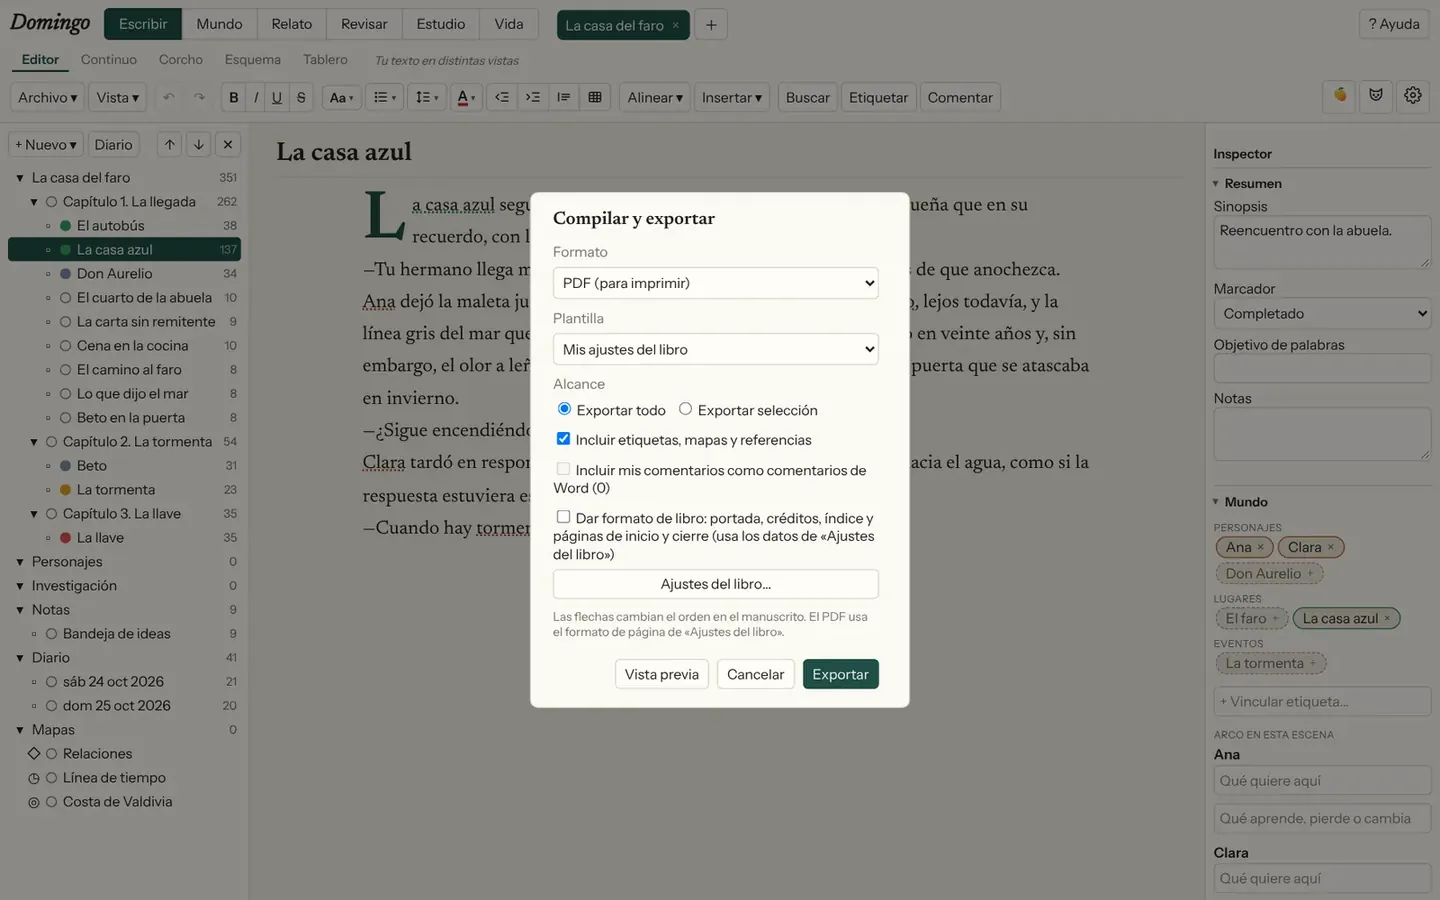 Domingo
Escribir
Mundo
Relato
Revisar
Estudio
Vida
La casa del faro ×
+
? Ayuda
Editor
Continuo
Corcho
Esquema
Tablero
Tu texto en distintas vistas
Archivo ▾
Vista ▾
B I U S
Aa ▾
A ▾
Alinear ▾
Insertar ▾
Buscar
Etiquetar
Comentar
+ Nuevo ▾
Diario
↑ ↓ ✕
▼ La casa del faro 351
▼ Capítulo 1. La llegada 262
El autobús 38
La casa azul 137
Don Aurelio 34
El cuarto de la abuela 10
La carta sin remitente 9
Cena en la cocina 10
El camino al faro 8
Lo que dijo el mar 8
Beto en la puerta 8
▼ Capítulo 2. La tormenta 54
Beto 31
La tormenta 23
▼ Capítulo 3. La llave 35
La llave 35
▼ Personajes 0
▼ Investigación 0
▼ Notas 9
Bandeja de ideas 9
▼ Diario 41
sáb 24 oct 2026 21
dom 25 oct 2026 20
▼ Mapas 0
Relaciones
Línea de tiempo
Costa de Valdivia
La casa azul
La casa azul segu
ueña que en su
recuerdo, con l
—Tu hermano llega m
de que anochezca.
Ana dejó la maleta ju
lejos todavía, y la
línea gris del mar que
en veinte años y, sin
embargo, el olor a leñ
puerta que se atascaba
en invierno.
—¿Sigue encendiéndo
Clara tardó en respon
acia el agua, como si la
respuesta estuviera e
—Cuando hay tormen
Compilar y exportar
Formato
PDF (para imprimir)
Plantilla
Mis ajustes del libro
Alcance
Exportar todo
Exportar selección
Incluir etiquetas, mapas y referencias
Incluir mis comentarios como comentarios de
Word (0)
Dar formato de libro: portada, créditos, índice y
páginas de inicio y cierre (usa los datos de «Ajustes
del libro»)
Ajustes del libro...
Las flechas cambian el orden en el manuscrito. El PDF usa
el formato de página de «Ajustes del libro».
Vista previa
Cancelar
Exportar
Inspector
▼ Resumen
Sinopsis
Reencuentro con la abuela.
Marcador
Completado
Objetivo de palabras
Notas
▼ Mundo
PERSONAJES
Ana × Clara ×
Don Aurelio +
LUGARES
El faro + La casa azul ×
EVENTOS
La tormenta +
+ Vincular etiqueta...
ARCO EN ESTA ESCENA
Ana
Qué quiere aquí
Qué aprende, pierde o cambia
Clara
Qué quiere aquí